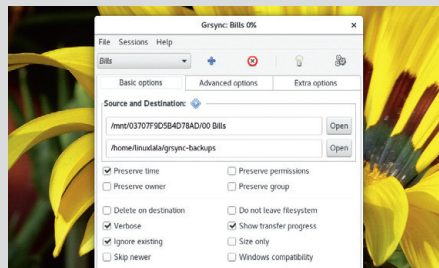 Grsync: Bills 0%
File Sessions Help
Bills
Basic options Advanced options Extra options
Source and Destination:
/mnt/03707F9D5B4D78AD/00 Bills Open
/home/linuxlala/grsync-backups Open
Preserve time Preserve permissions
Preserve owner Preserve group
Delete on destination Do not leave filesystem
Verbose Show transfer progress
Ignore existing Size only
Skip newer Windows compatibility